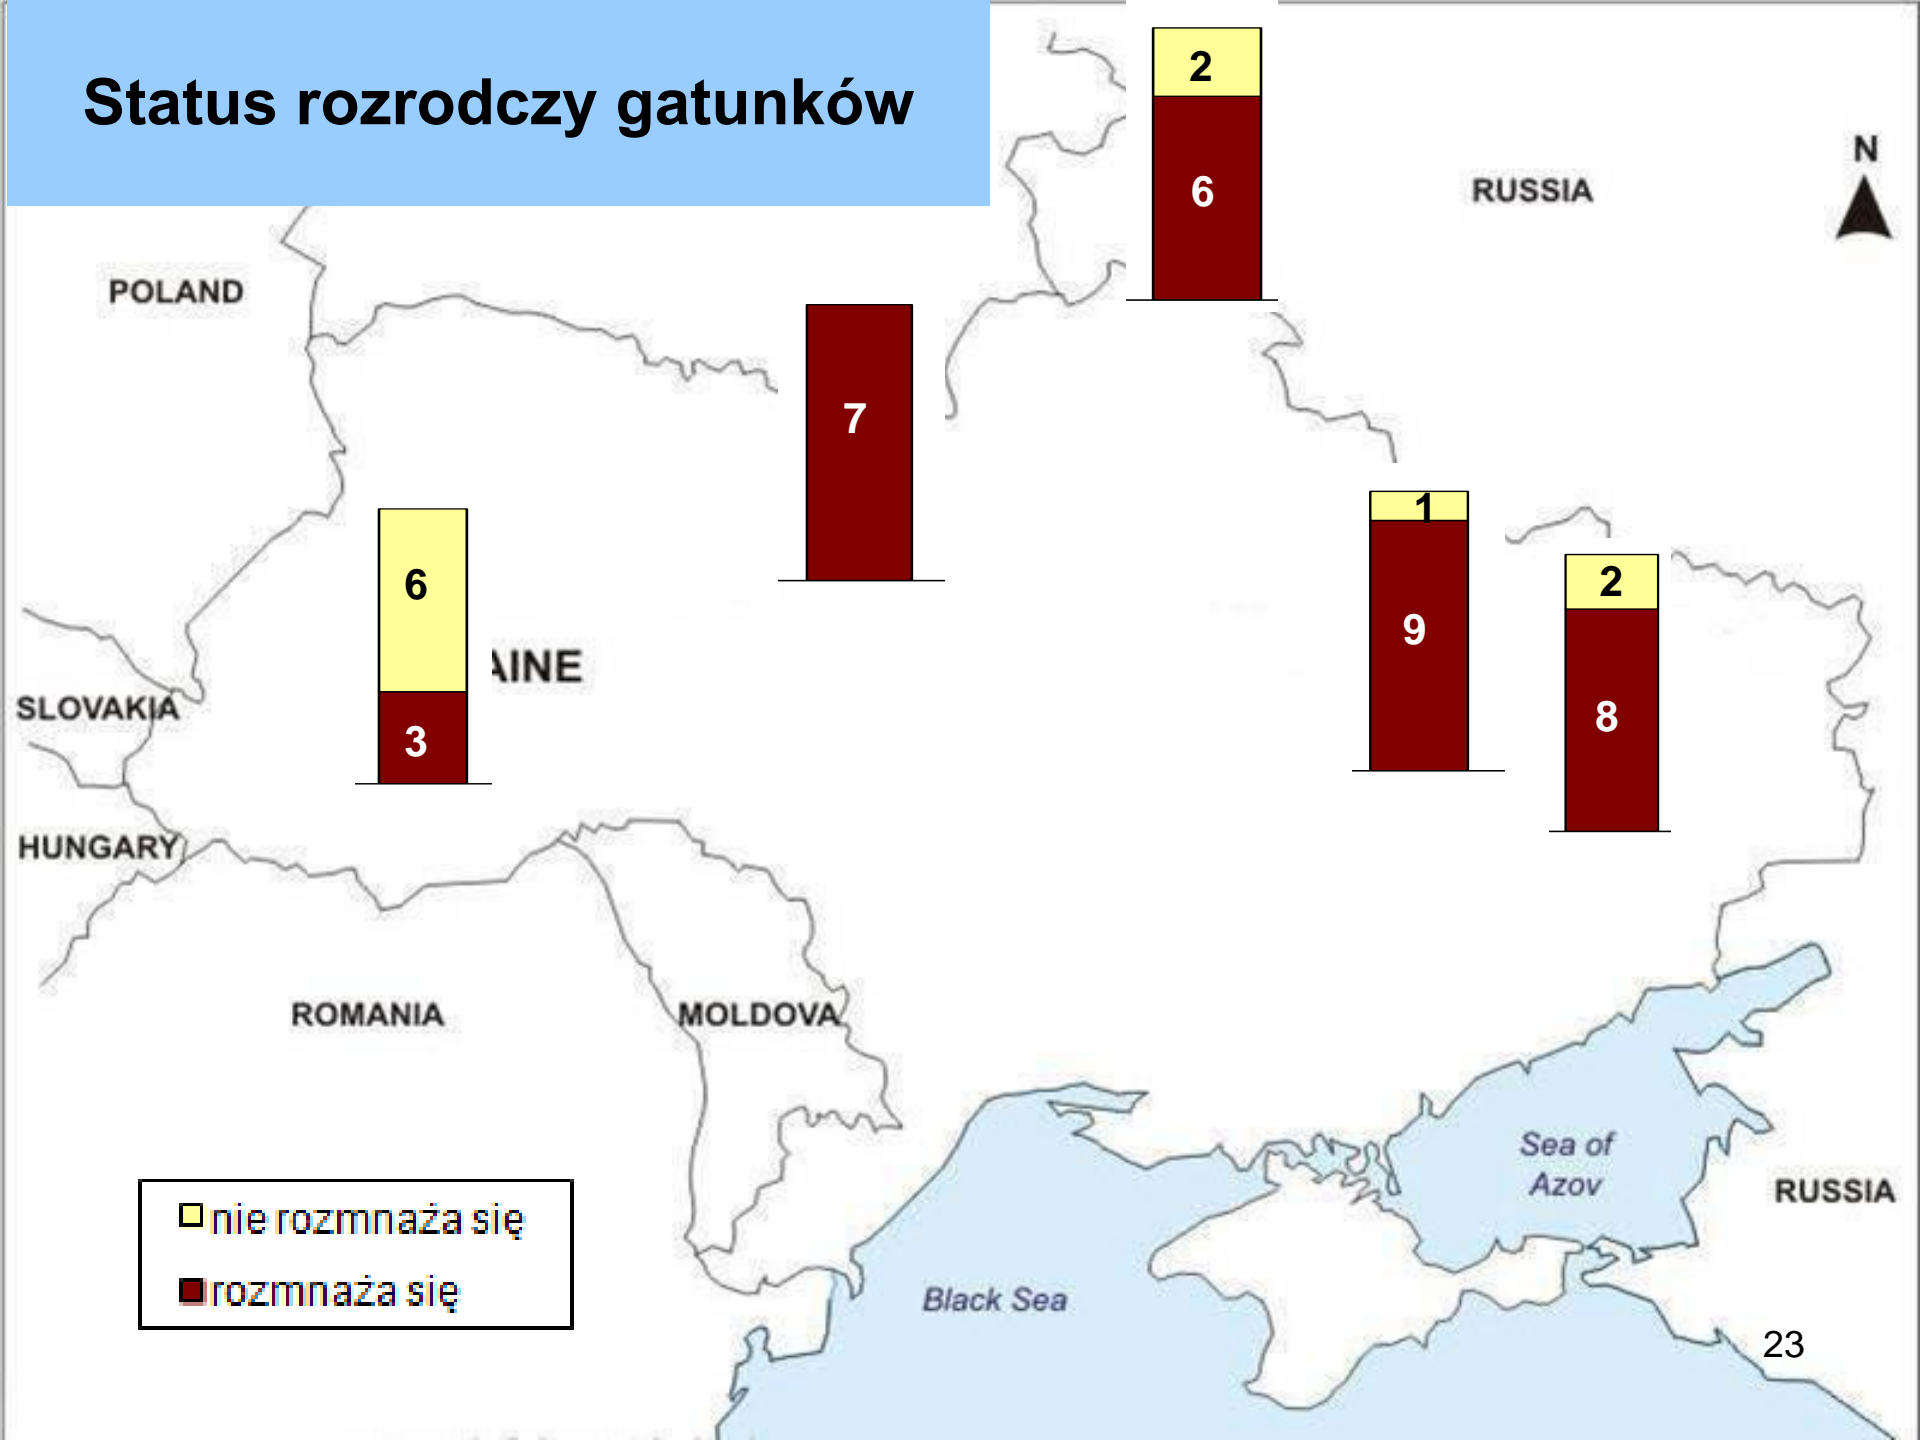 Status rozrodczy gatunków
2
6
N
RUSSIA
POLAND
7
1
9
2
8
6
3
AINE
SLOVAKIA
HUNGARY
ROMANIA
MOLDOVA
Sea of
Azov
RUSSIA
Black Sea
nie rozmnaża się
rozmnaża się
23